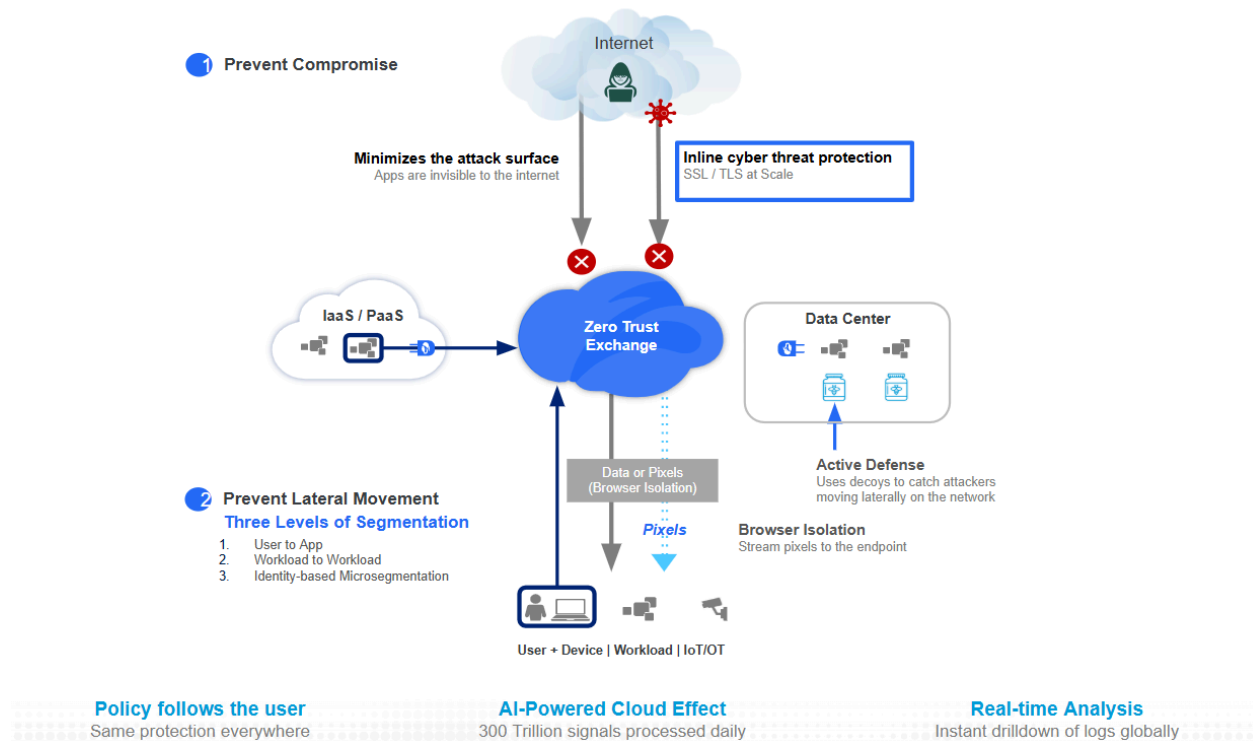 Internet
1 Prevent Compromise
Minimizes the attack surface
Apps are invisible to the internet
Inline cyber threat protection
SSL / TLS at Scale
IaaS / PaaS
Zero Trust
Exchange
Data Center
Data or Pixels
(Browser Isolation)
Active Defense
Uses decoys to catch attackers
moving laterally on the network
2 Prevent Lateral Movement
Three Levels of Segmentation
1. User to App
2. Workload to Workload
3. Identity-based Microsegmentation
Pixels
Browser Isolation
Stream pixels to the endpoint
User + Device | Workload | IoT/OT
Policy follows the user
Same protection everywhere
AI-Powered Cloud Effect
300 Trillion signals processed daily
Real-time Analysis
Instant drilldown of logs globally